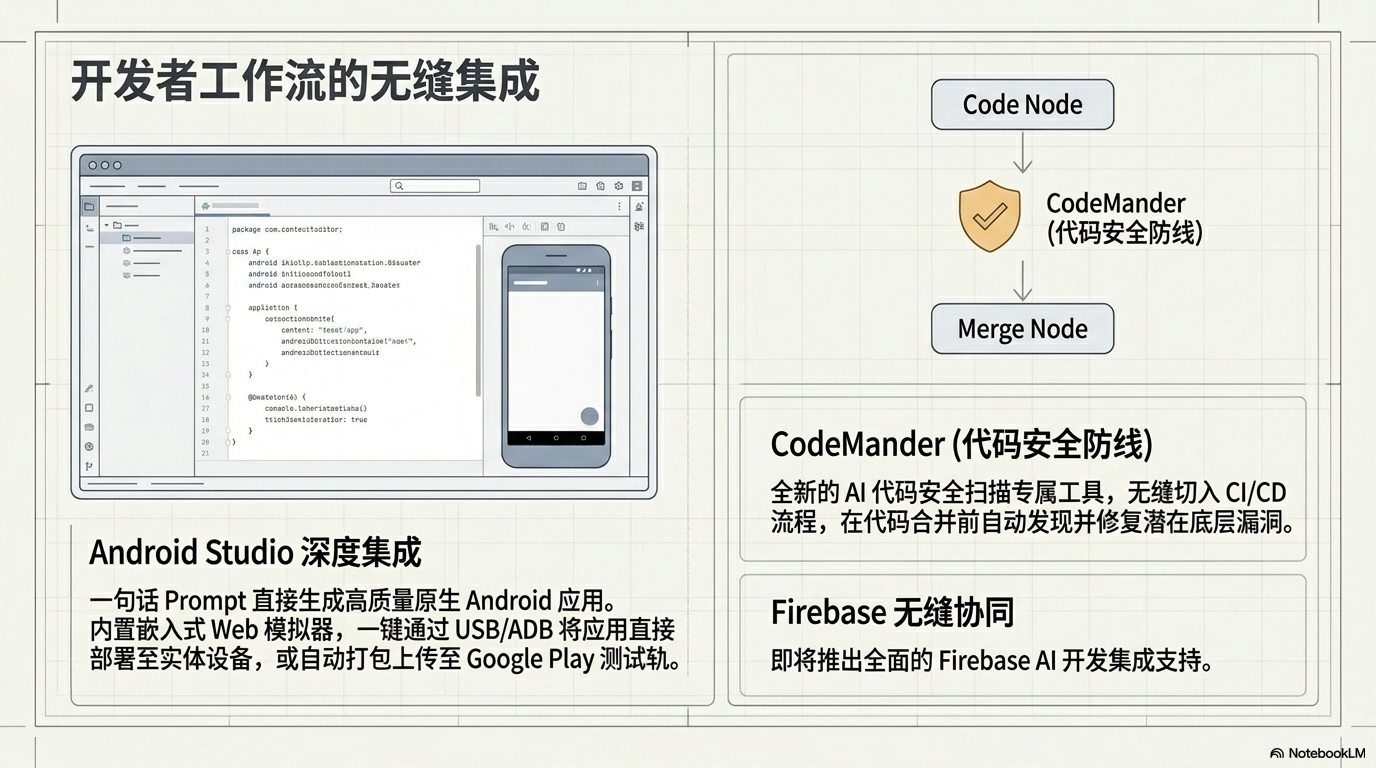 开发者工作流的无缝集成
package com.contenttaditor;
android
android
android
content:
true
Android Studio 深度集成
一句话 Prompt 直接生成高质量原生 Android 应用。
内置嵌入式 Web 模拟器，一键通过 USB/ADB 将应用直接
部署至实体设备，或自动打包上传至 Google Play 测试轨。
Code Node
CodeMander
(代码安全防线)
Merge Node
CodeMander (代码安全防线)
全新的 AI 代码安全扫描专属工具，无缝切入 CI/CD
流程，在代码合并前自动发现并修复潜在底层漏洞。
Firebase 无缝协同
即将推出全面的 Firebase AI 开发集成支持。
NotebookLM